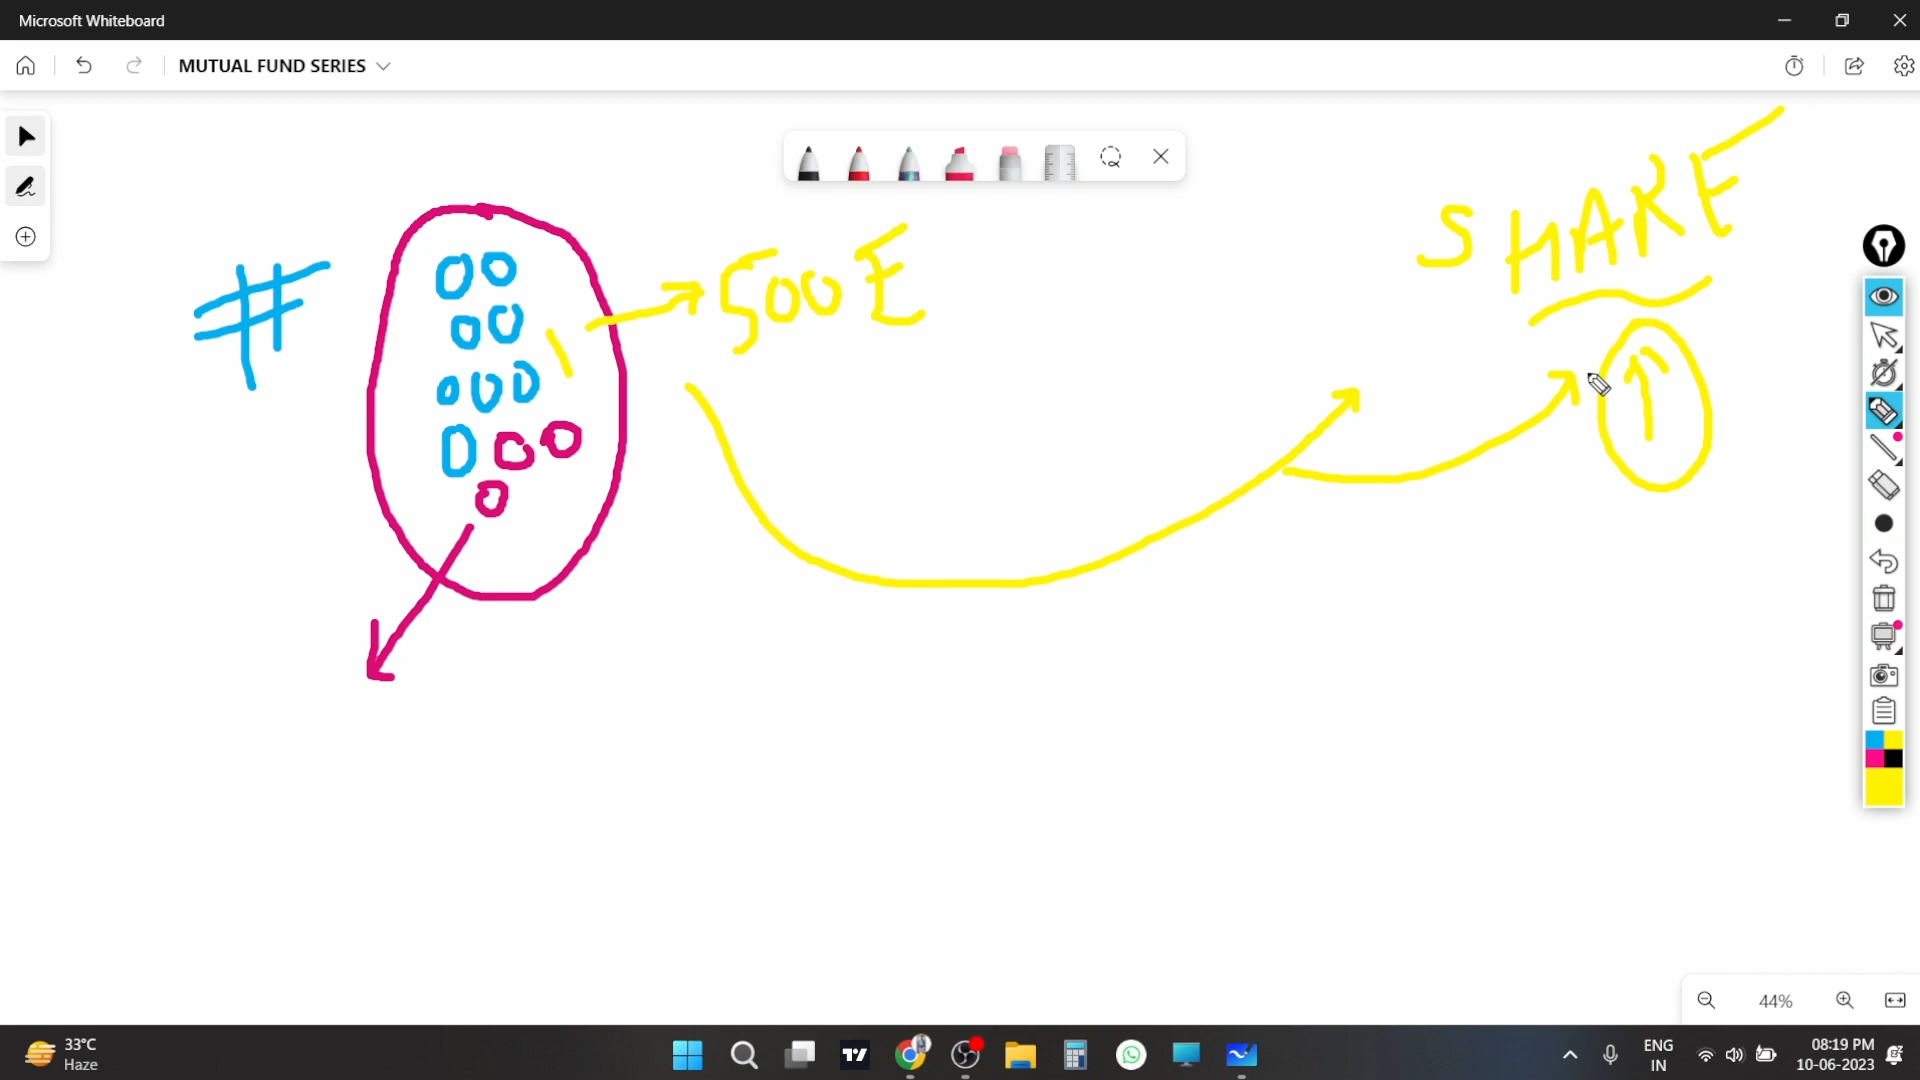 Microsoft Whiteboard
MUTUAL FUND SERIES
SHARE
500 E
44%
33°C
Haze
ENG
IN
08:19 PM
10-06-2023